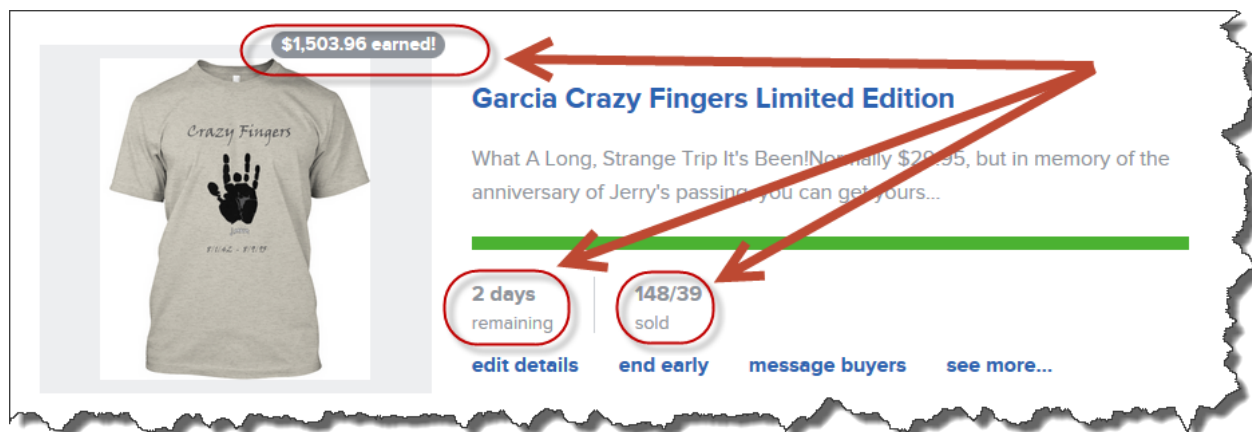 $1,503.96 earned!
Crazy Fingers
Garcia Crazy Fingers Limited Edition
What A Long, Strange Trip It's Been!Normally $29.95, but in memory of the
anniversary of Jerry's passing, you can get yours...
2 days
remaining
148/39
sold
edit details
end early
message buyers
see more...